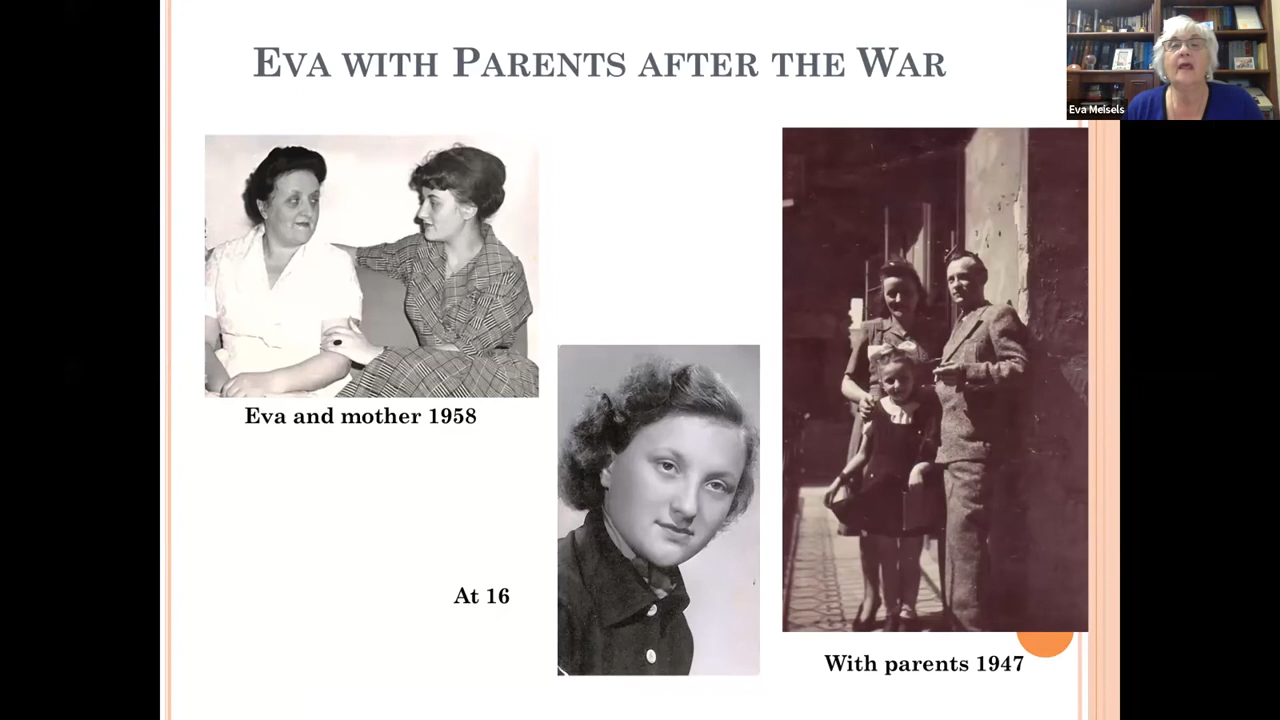 EVA WITH PARENTS AFTER THE WAR
Eva Meisels
Eva and mother 1958
At 16
With parents 1947